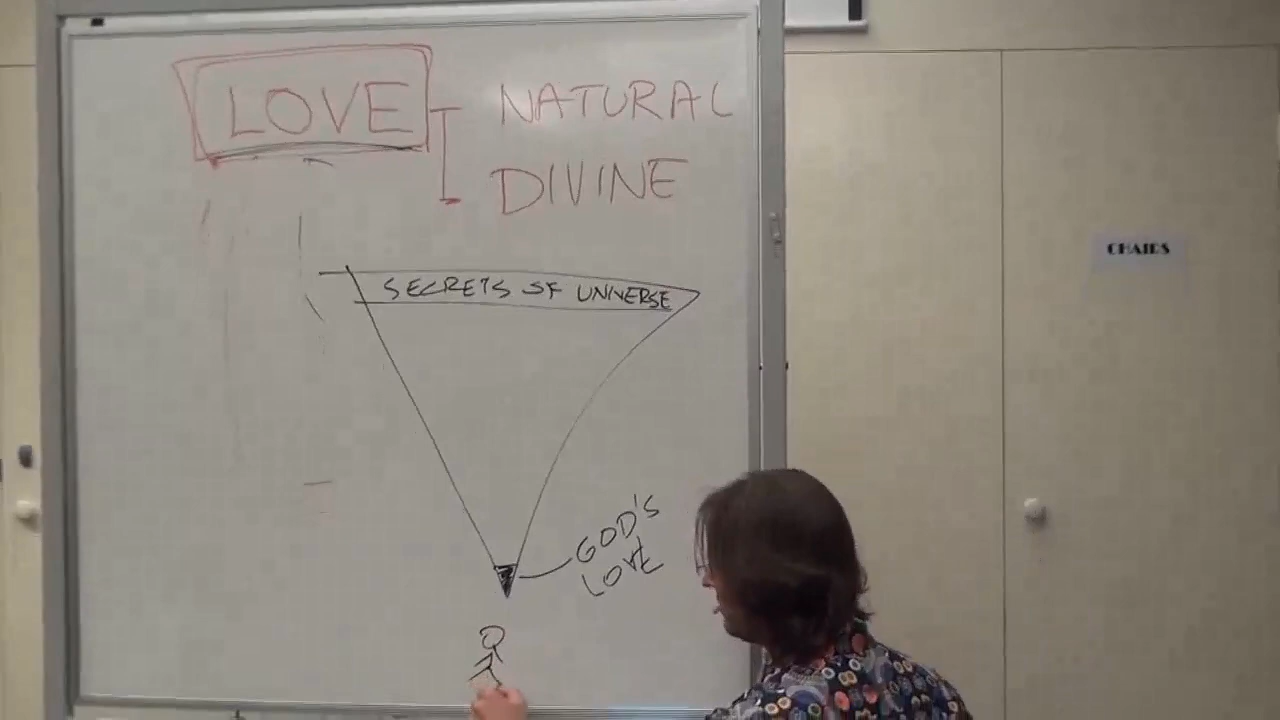 LOVE
NATURAL
DIVINE
SECRETS OF UNIVERSE
GOD'S
LOVE
CHAIRS